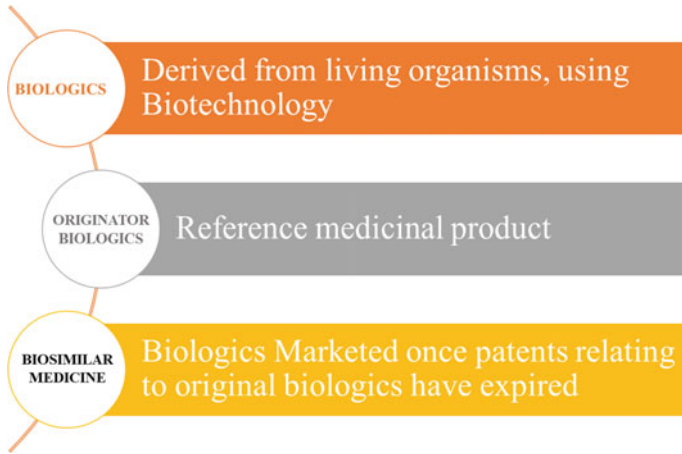 BIOLOGICS
Derived from living organisms, using
Biotechnology
ORIGINATOR
BIOLOGICS
Reference medicinal product
BIOSIMILAR
MEDICINE
Biologics Marketed once patents relating
to original biologics have expired